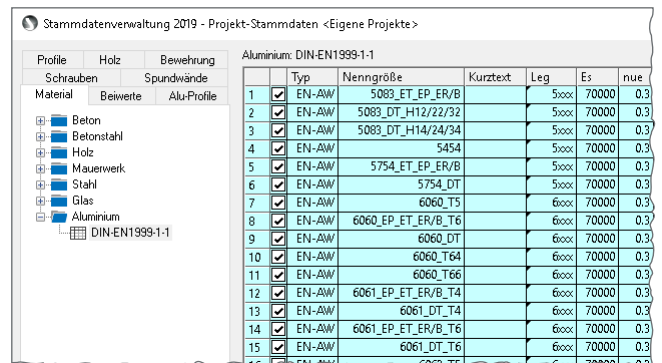 Stammdatenverwaltung 2019 - Projekt-Stammdaten <Eigene Projekte>
Profile Holz Bewehrung
Schrauben Spundwände
Material Beiwerte Alu-Profile
Beton
Betonstahl
Holz
Mauerwerk
Stahl
Glas
Aluminium
DIN-EN1999-1-1
Aluminium: DIN-EN1999-1-1
Typ Nenngröße Kurztext Leg Es nue
1 EN-AW 5083_ET_EP_ER/B 5xxx 70000 0.3
2 EN-AW 5083_DT_H12/22/32 5xxx 70000 0.3
3 EN-AW 5083_DT_H14/24/34 5xxx 70000 0.3
4 EN-AW 5454 5xxx 70000 0.3
5 EN-AW 5754_ET_EP_ER/B 5xxx 70000 0.3
6 EN-AW 5754_DT 5xxx 70000 0.3
7 EN-AW 6060_T5 6xxx 70000 0.3
8 EN-AW 6060_EP_ET_ER/B_T6 6xxx 70000 0.3
9 EN-AW 6060_DT 6xxx 70000 0.3
10 EN-AW 6060_T64 6xxx 70000 0.3
11 EN-AW 6060_T66 6xxx 70000 0.3
12 EN-AW 6061_EP_ET_ER/B_T4 6xxx 70000 0.3
13 EN-AW 6061_DT_T4 6xxx 70000 0.3
14 EN-AW 6061_EP_ET_ER/B_T6 6xxx 70000 0.3
15 EN-AW 6061_DT_T6 6xxx 70000 0.3